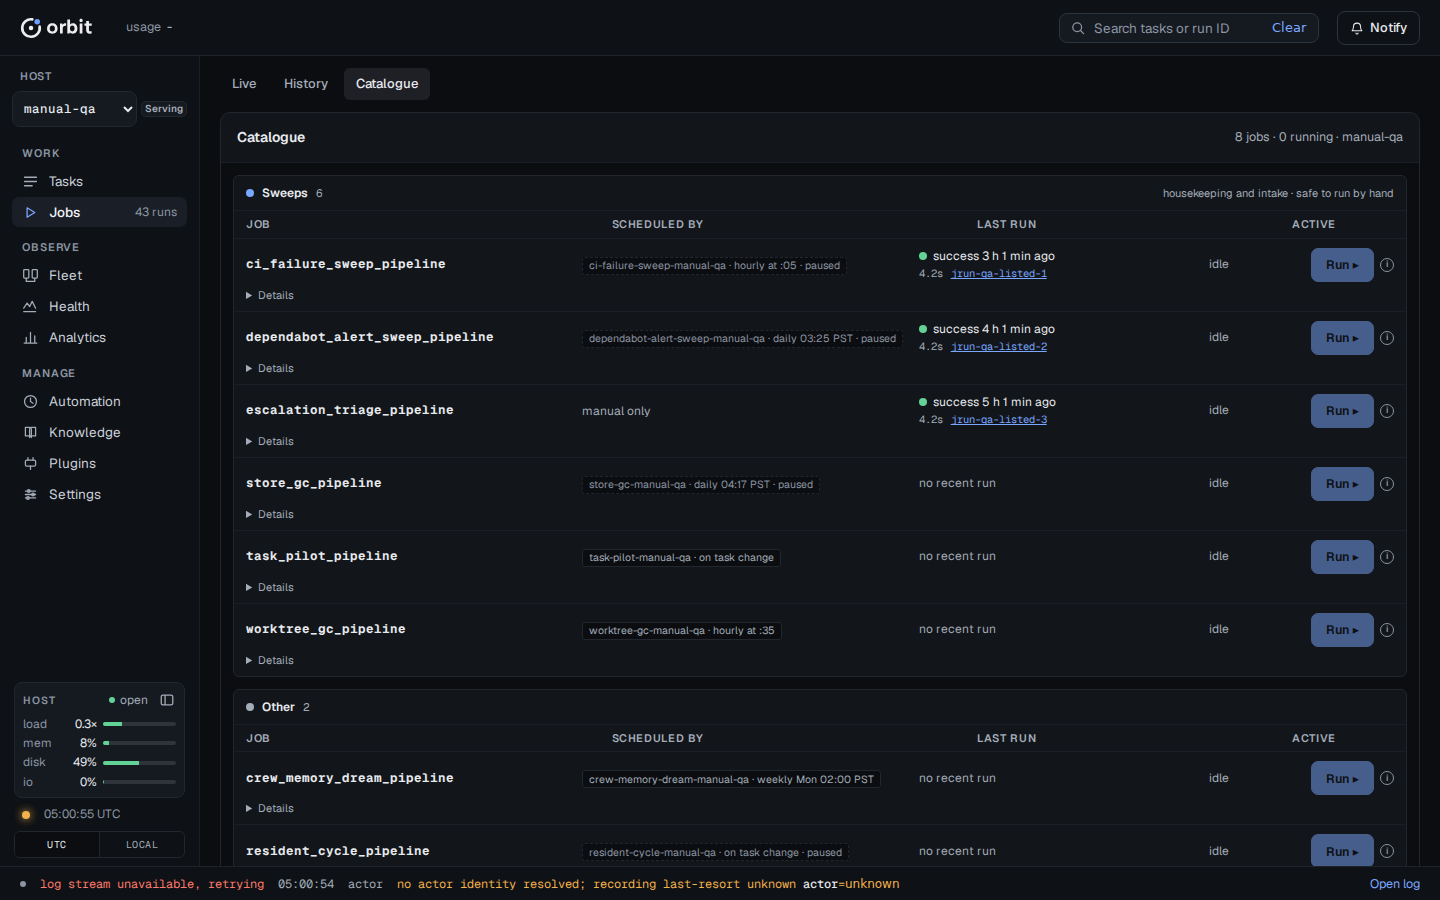 orbit
usage -
Search tasks or run ID
Clear
Notify
HOST
manual-qa
Serving
WORK
Tasks
Jobs 43 runs
OBSERVE
Fleet
Health
Analytics
MANAGE
Automation
Knowledge
Plugins
Settings
HOST open
load 0.3×
mem 8%
disk 49%
io 0%
05:00:55 UTC
UTC LOCAL
Live History Catalogue
Catalogue 8 jobs · 0 running · manual-qa
Sweeps 6 housekeeping and intake · safe to run by hand
JOB SCHEDULED BY LAST RUN ACTIVE
ci_failure_sweep_pipeline ci-failure-sweep-manual-qa · hourly at :05 · paused success 3 h 1 min ago idle Run ▸
4.2s jrun-qa-listed-1
Details
dependabot_alert_sweep_pipeline dependabot-alert-sweep-manual-qa · daily 03:25 PST · paused success 4 h 1 min ago idle Run ▸
4.2s jrun-qa-listed-2
Details
escalation_triage_pipeline manual only success 5 h 1 min ago idle Run ▸
4.2s jrun-qa-listed-3
Details
store_gc_pipeline store-gc-manual-qa · daily 04:17 PST · paused no recent run idle Run ▸
Details
task_pilot_pipeline task-pilot-manual-qa · on task change no recent run idle Run ▸
Details
worktree_gc_pipeline worktree-gc-manual-qa · hourly at :35 no recent run idle Run ▸
Details
Other 2
JOB SCHEDULED BY LAST RUN ACTIVE
crew_memory_dream_pipeline crew-memory-dream-manual-qa · weekly Mon 02:00 PST no recent run idle Run ▸
Details
resident_cycle_pipeline resident-cycle-manual-qa · on task change · paused no recent run idle Run ▸
log stream unavailable, retrying 05:00:54 actor no actor identity resolved; recording last-resort unknown actor=unknown Open log